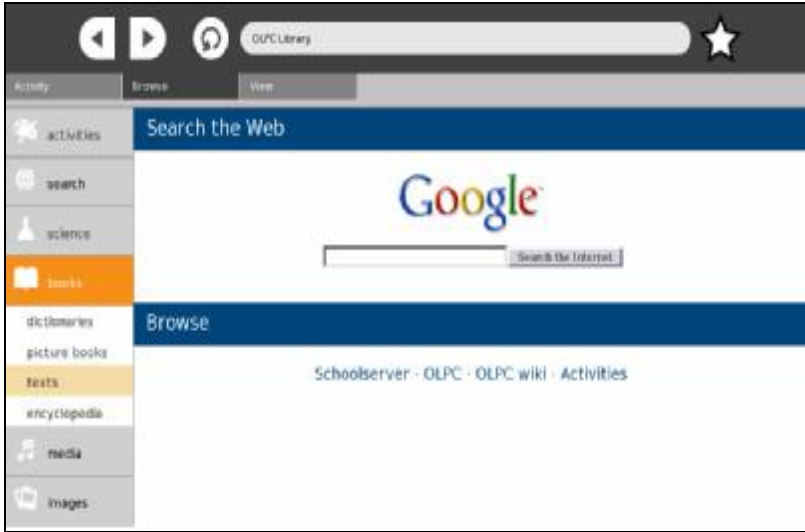 OLPC Library
Activity Browse View
activities
search
science
books
dictionaries
picture books
texts
encyclopedia
media
images
Search the Web
Google
Search the Internet
Browse
Schoolserver · OLPC · OLPC wiki · Activities